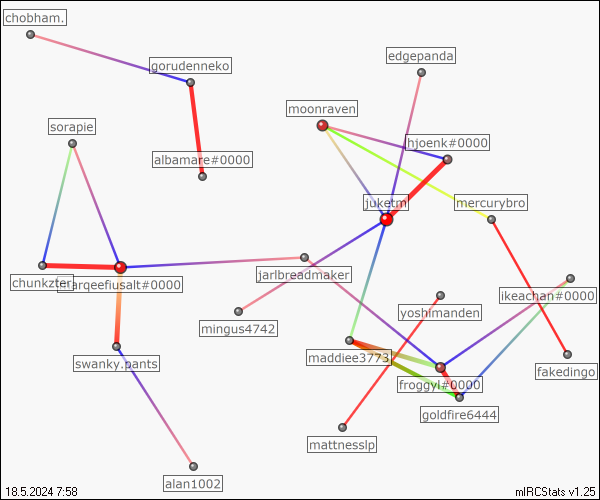 chobham.
edgepanda
gorudenneko
moonraven
sorapie
hjoenk#0000
albamare#0000
juketm
mercurybro
jarlbreadmaker
chunkzter
arqeefiusalt#0000
ikeachan#0000
yoshimanden
mingus4742
maddiee3773
swanky.pants
fakedingo
froggyl#0000
goldfire6444
mattnesslp
alan1002
18.5.2024 7:58
mIRCStats v1.25